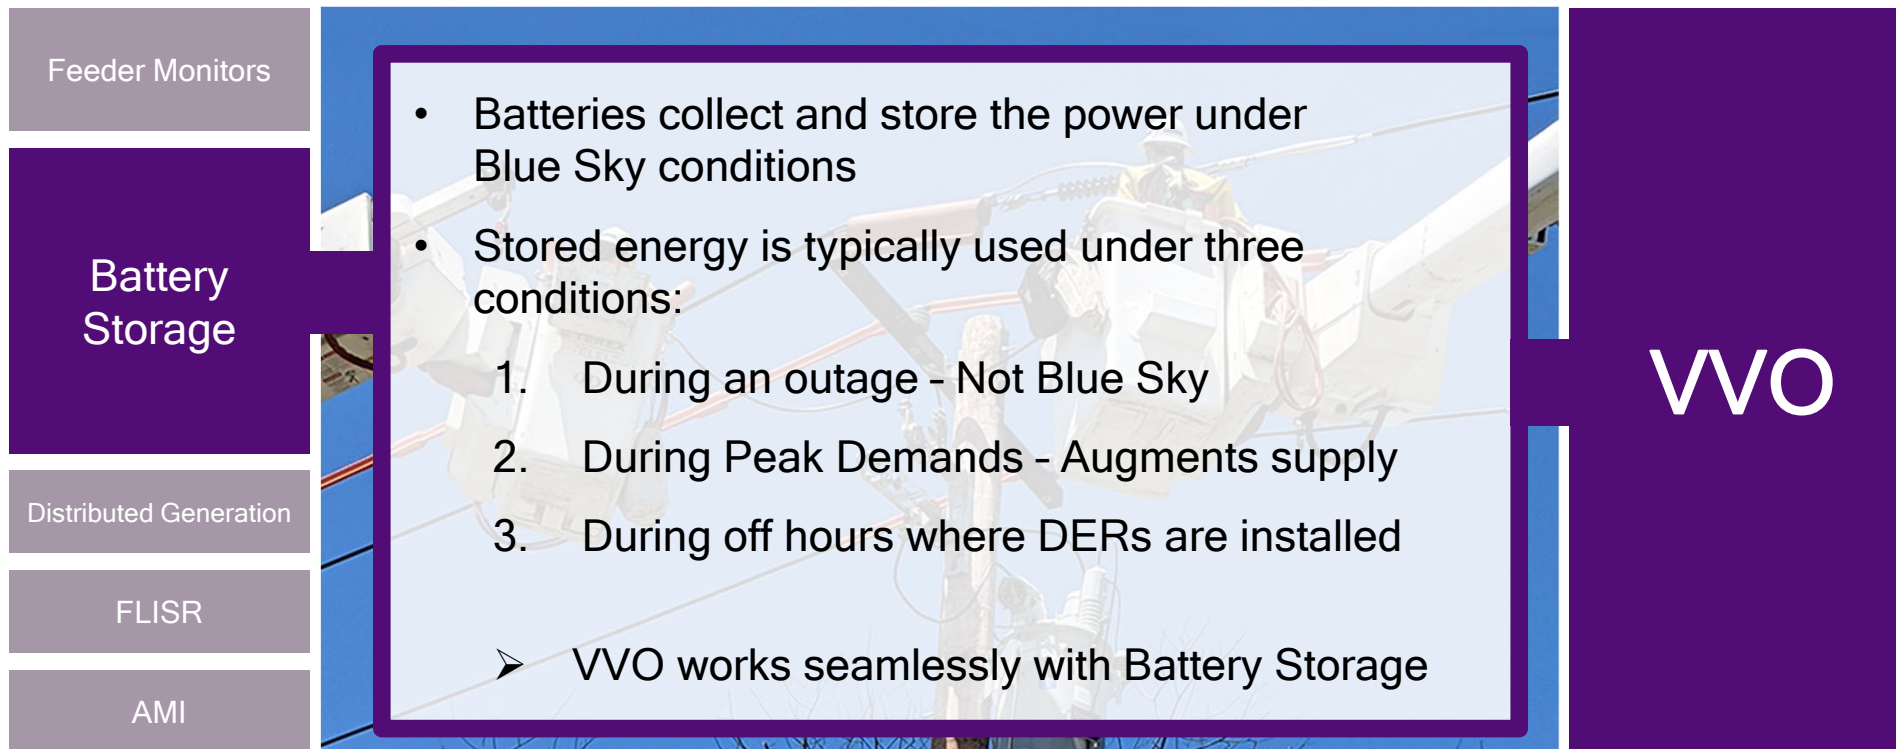 Feeder Monitors
Battery
Storage
Distributed Generation
FLISR
AMI
• Batteries collect and store the power under
Blue Sky conditions
• Stored energy is typically used under three
conditions:
1. During an outage – Not Blue Sky
2. During Peak Demands – Augments supply
3. During off hours where DERs are installed
➢ VVO works seamlessly with Battery Storage
VVO